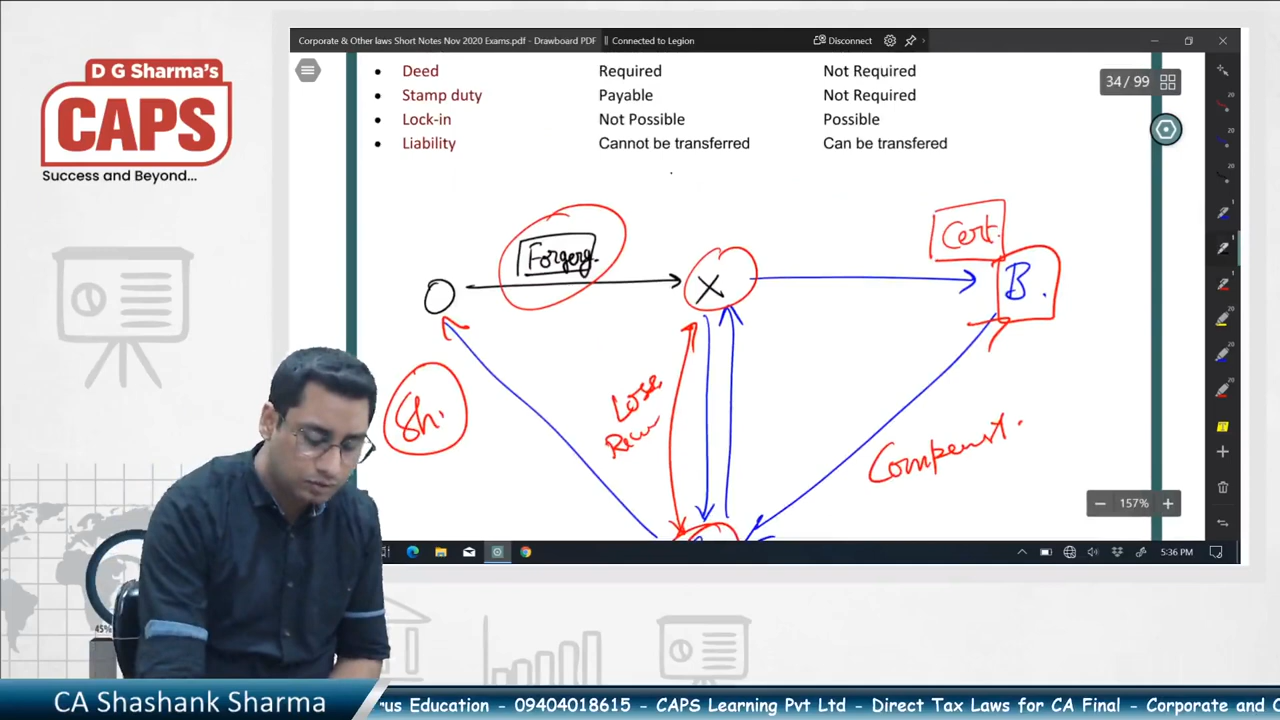 D G Sharma's
CAPS
Success and Beyond...
Corporate & Other laws Short Notes Nov 2020 Exams.pdf - Drawboard PDF
Connected to Legion
Disconnect
• Deed Required Not Required
• Stamp duty Payable Not Required
• Lock-in Not Possible Possible
• Liability Cannot be transferred Can be transfered
34 / 99
Cert.
Forgerg.
O
X
B.
Sh.
Lose
Compenst.
157%
5:36 PM
45%
CA Shashank Sharma
rus Education - 09404018615 - CAPS Learning Pvt Ltd - Direct Tax Laws for CA Final - Corporate and O